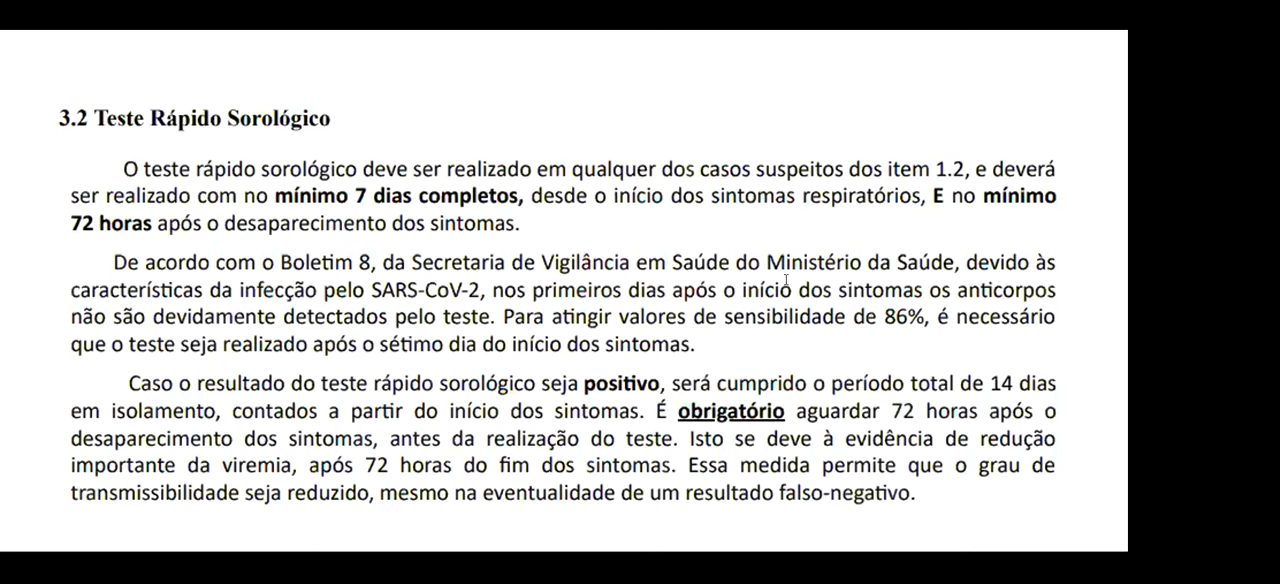 3.2 Teste Rápido Sorológico
O teste rápido sorológico deve ser realizado em qualquer dos casos suspeitos dos item 1.2, e deverá
ser realizado com no mínimo 7 dias completos, desde o início dos sintomas respiratórios, E no mínimo
72 horas após o desaparecimento dos sintomas.
De acordo com o Boletim 8, da Secretaria de Vigilância em Saúde do Ministério da Saúde, devido às
características da infecção pelo SARS-CoV-2, nos primeiros dias após o início dos sintomas os anticorpos
não são devidamente detectados pelo teste. Para atingir valores de sensibilidade de 86%, é necessário
que o teste seja realizado após o sétimo dia do início dos sintomas.
Caso o resultado do teste rápido sorológico seja positivo, será cumprido o período total de 14 dias
em isolamento, contados a partir do início dos sintomas. É obrigatório aguardar 72 horas após o
desaparecimento dos sintomas, antes da realização do teste. Isto se deve à evidência de redução
importante da viremia, após 72 horas do fim dos sintomas. Essa medida permite que o grau de
transmissibilidade seja reduzido, mesmo na eventualidade de um resultado falso-negativo.